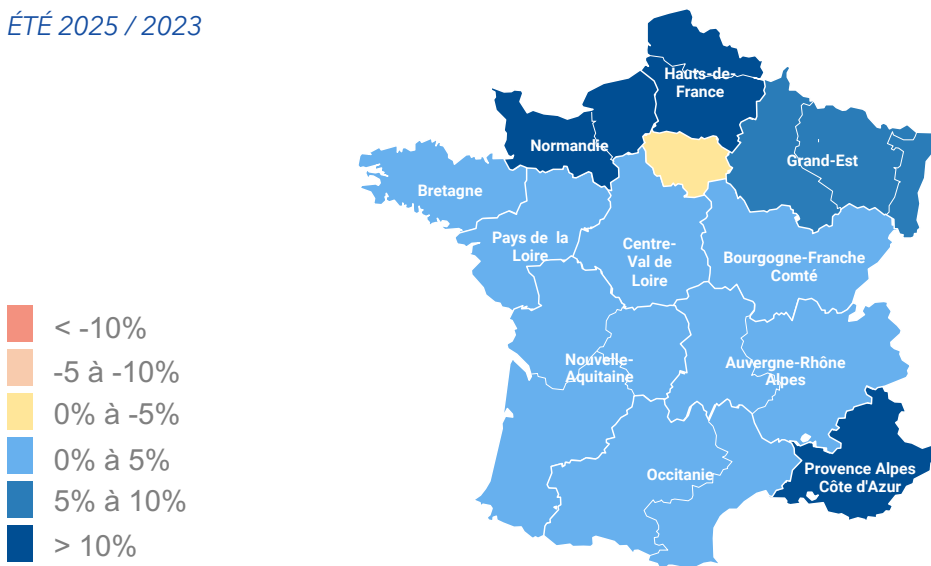 ÉTÉ 2025 / 2023
Hauts-de-
France
Normandie
Grand-Est
Bretagne
Pays de la
Loire
Centre-
Val de
Loire
Bourgogne-Franche
Comté
Nouvelle-
Aquitaine
Auvergne-Rhône
Alpes
Occitanie
Provence Alpes
Côte d'Azur
< -10%
-5 à -10%
0% à -5%
0% à 5%
5% à 10%
> 10%